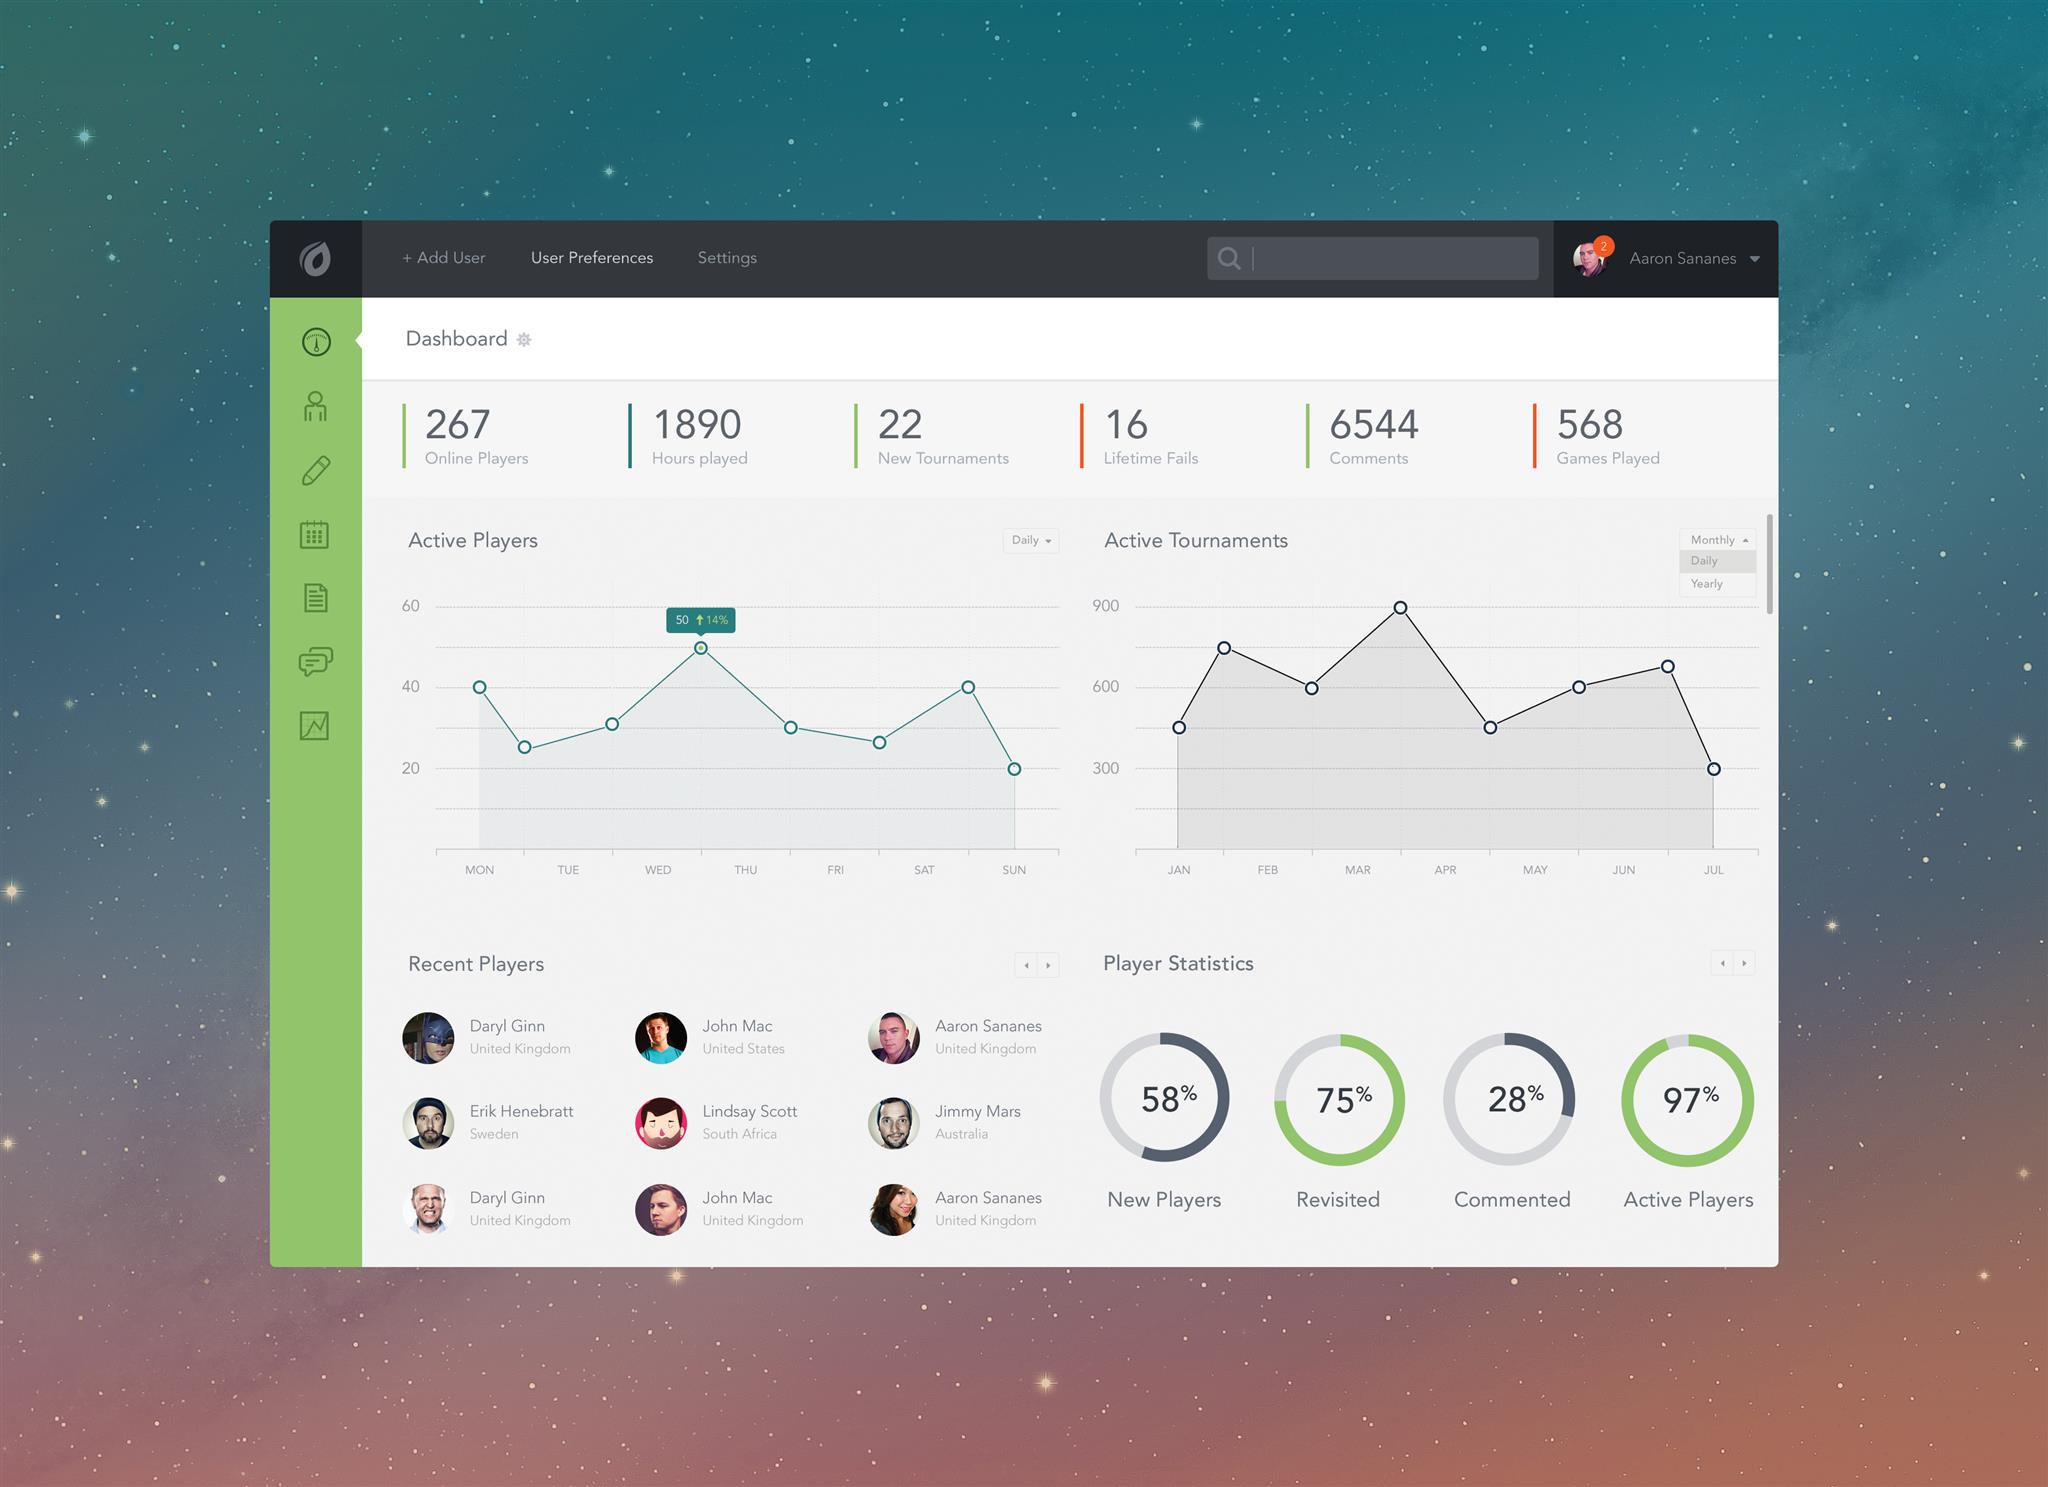 + Add User
User Preferences
Settings
2
Aaron Sananes
Dashboard
267
Online Players
1890
Hours played
22
New Tournaments
16
Lifetime Fails
6544
Comments
568
Games Played
Active Players
Daily
60
40
20
50 14%
MON TUE WED THU FRI SAT SUN
Active Tournaments
Monthly
Daily
Yearly
900
600
300
JAN FEB MAR APR MAY JUN JUL
Recent Players
Daryl Ginn
United Kingdom
John Mac
United States
Aaron Sananes
United Kingdom
Erik Henebratt
Sweden
Lindsay Scott
South Africa
Jimmy Mars
Australia
Daryl Ginn
United Kingdom
John Mac
United Kingdom
Aaron Sananes
United Kingdom
Player Statistics
58%
New Players
75%
Revisited
28%
Commented
97%
Active Players